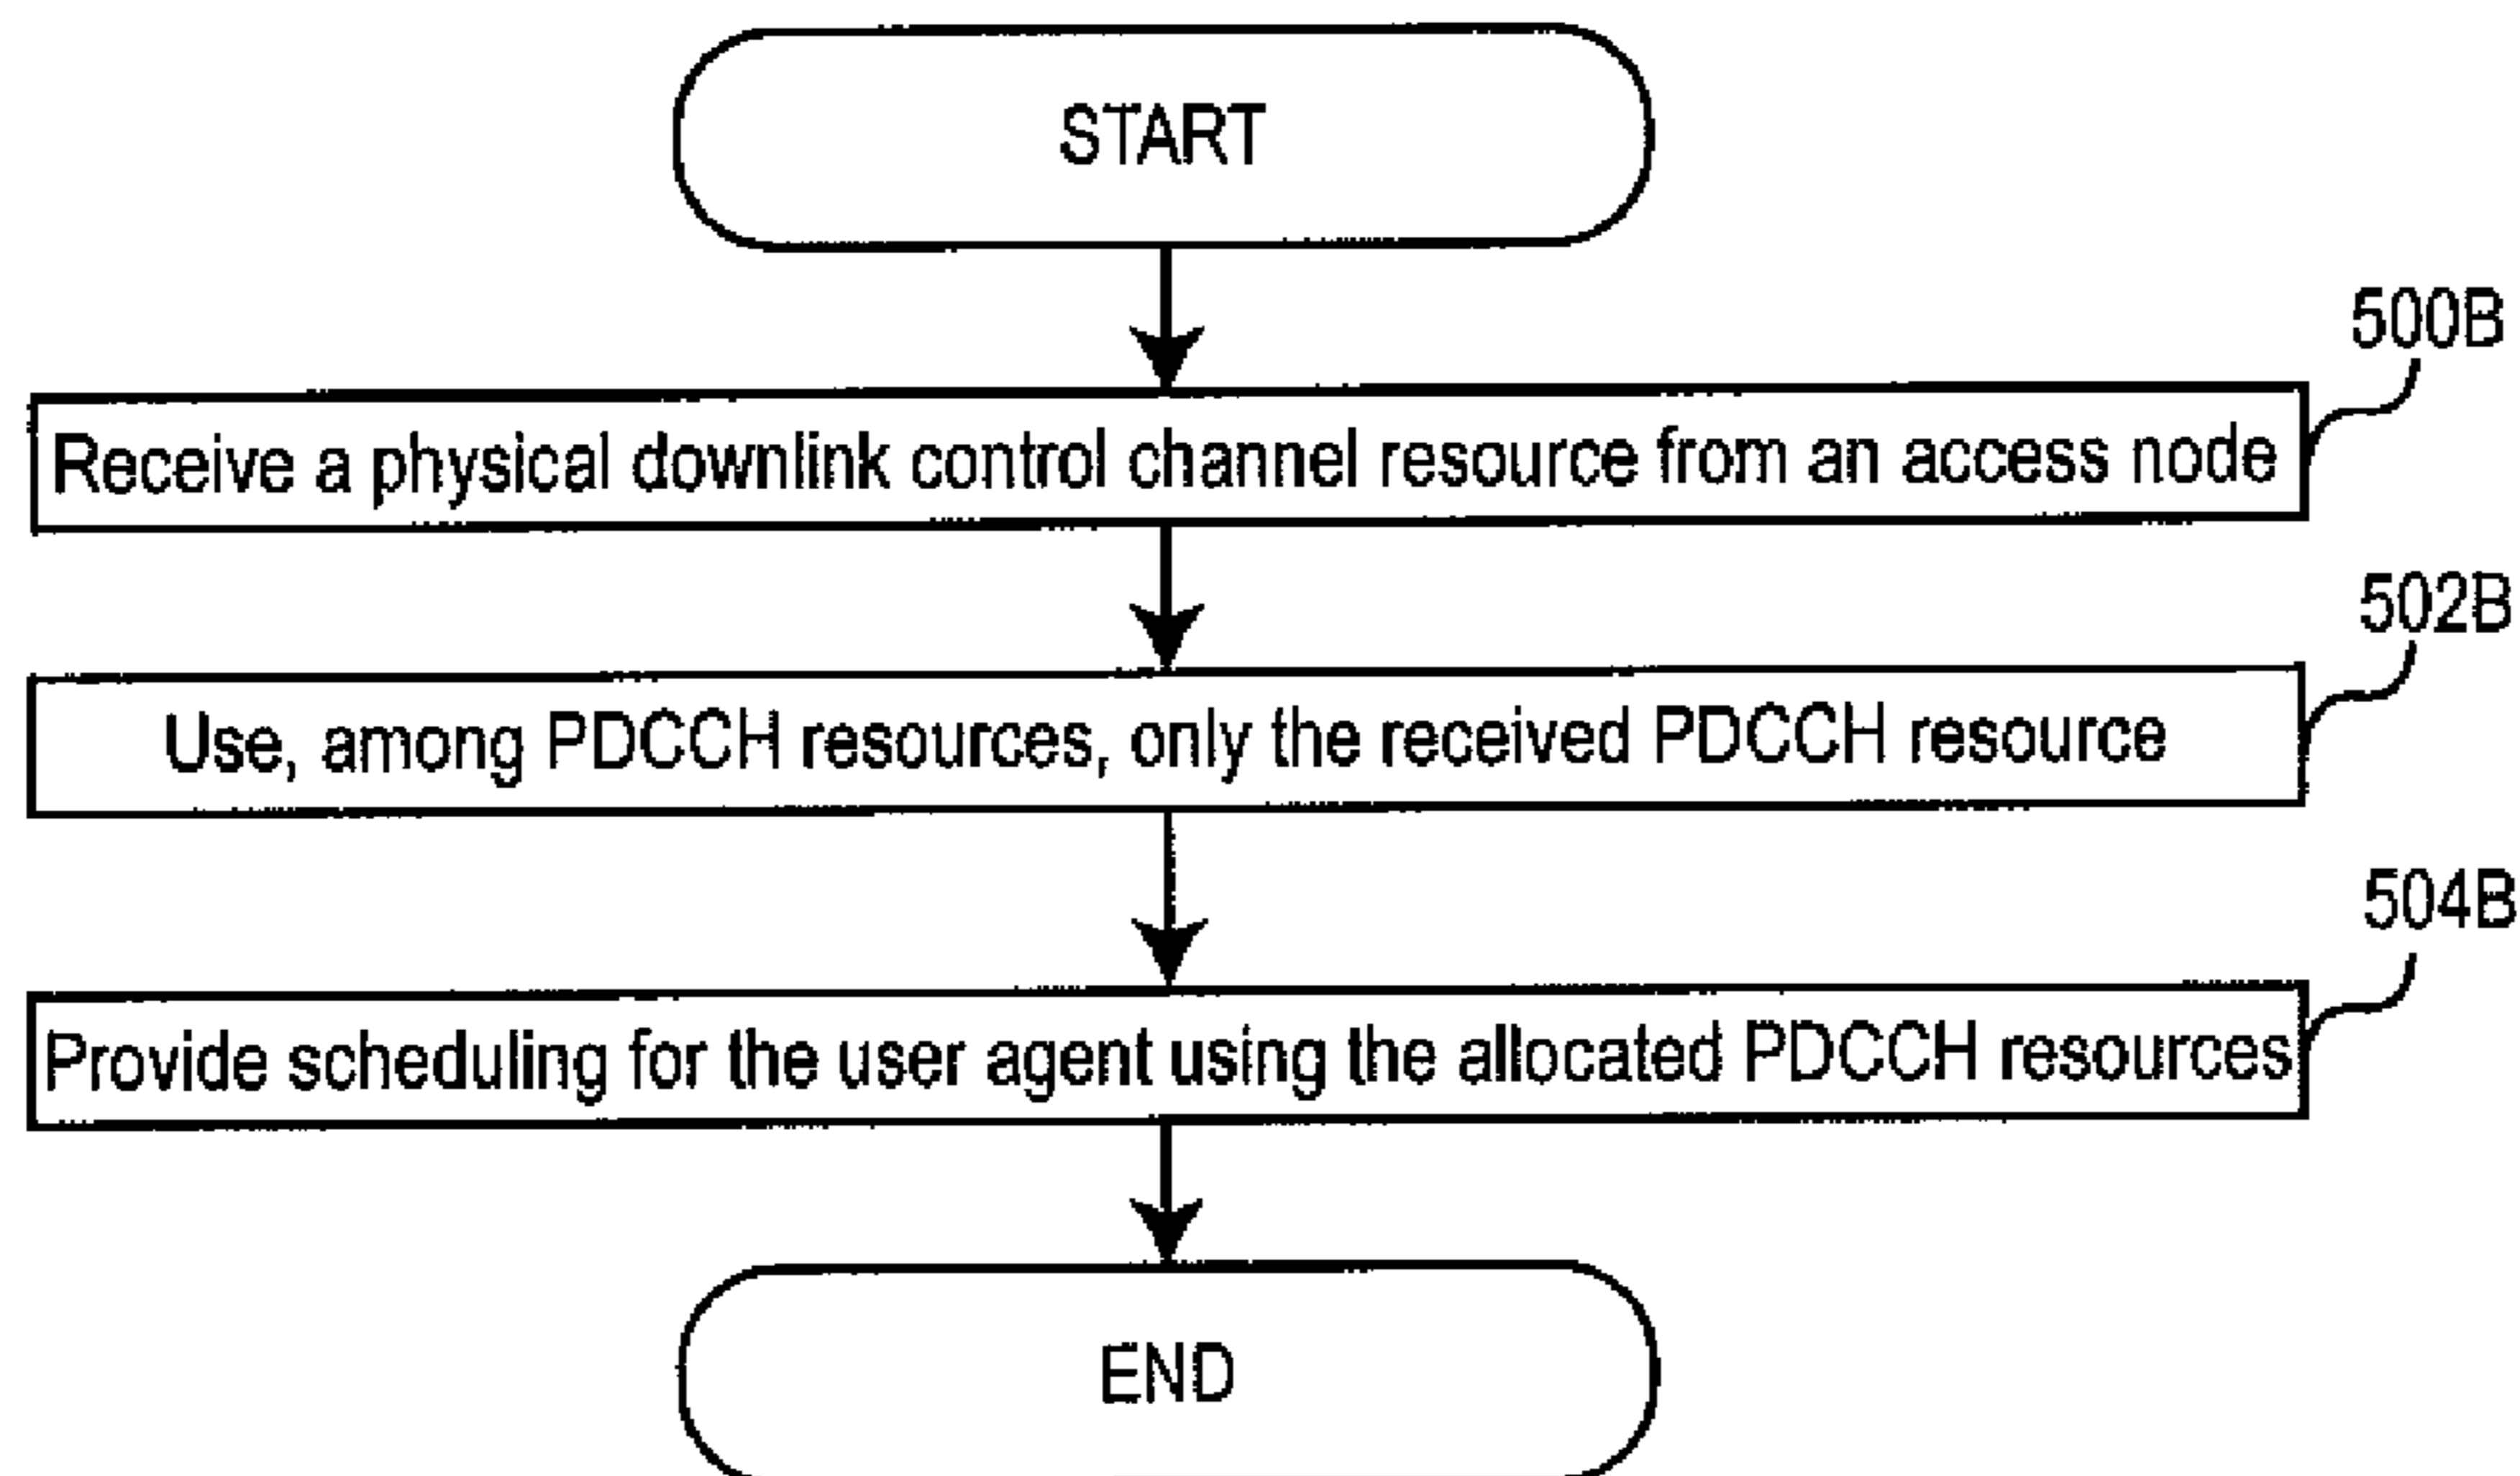 START
500B
Receive a physical downlink control channel resource from an access node
502B
Use, among PDCCH resources, only the received PDCCH resource
504B
Provide scheduling for the user agent using the allocated PDCCH resources
END